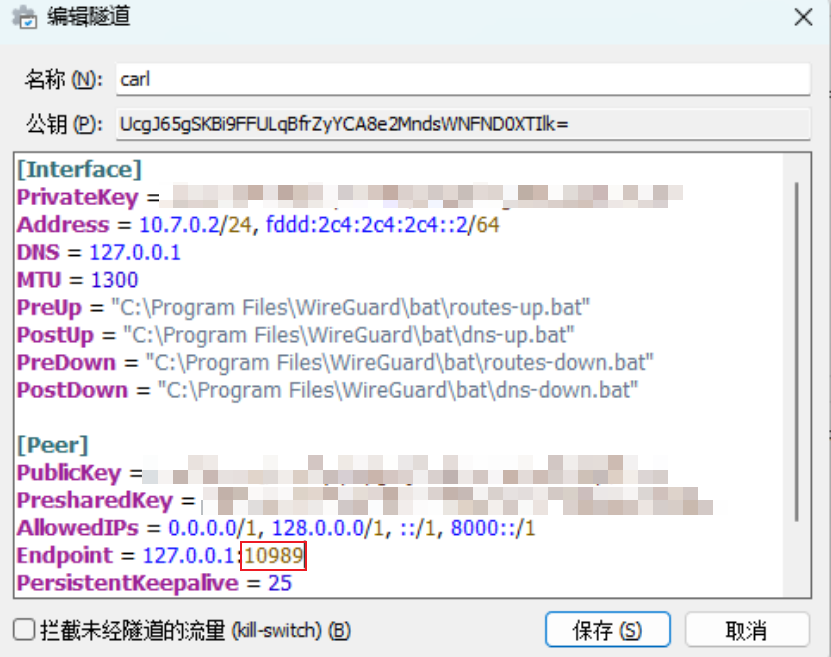 编辑隧道
名称 (N): carl
公钥 (P): UcgJ65gSKBi9FFULqBfrZyYCA8e2MndsWNFND0XTIlk=
[Interface]
PrivateKey =
Address = 10.7.0.2/24, fddd:2c4:2c4:2c4::2/64
DNS = 127.0.0.1
MTU = 1300
PreUp = "C:\Program Files\WireGuard\bat\routes-up.bat"
PostUp = "C:\Program Files\WireGuard\bat\dns-up.bat"
PreDown = "C:\Program Files\WireGuard\bat\routes-down.bat"
PostDown = "C:\Program Files\WireGuard\bat\dns-down.bat"
[Peer]
PublicKey =
PresharedKey =
AllowedIPs = 0.0.0.0/1, 128.0.0.0/1, ::/1, 8000::/1
Endpoint = 127.0.0.1:10989
PersistentKeepalive = 25
拦截未经隧道的流量 (kill-switch) (B)
保存 (S)
取消